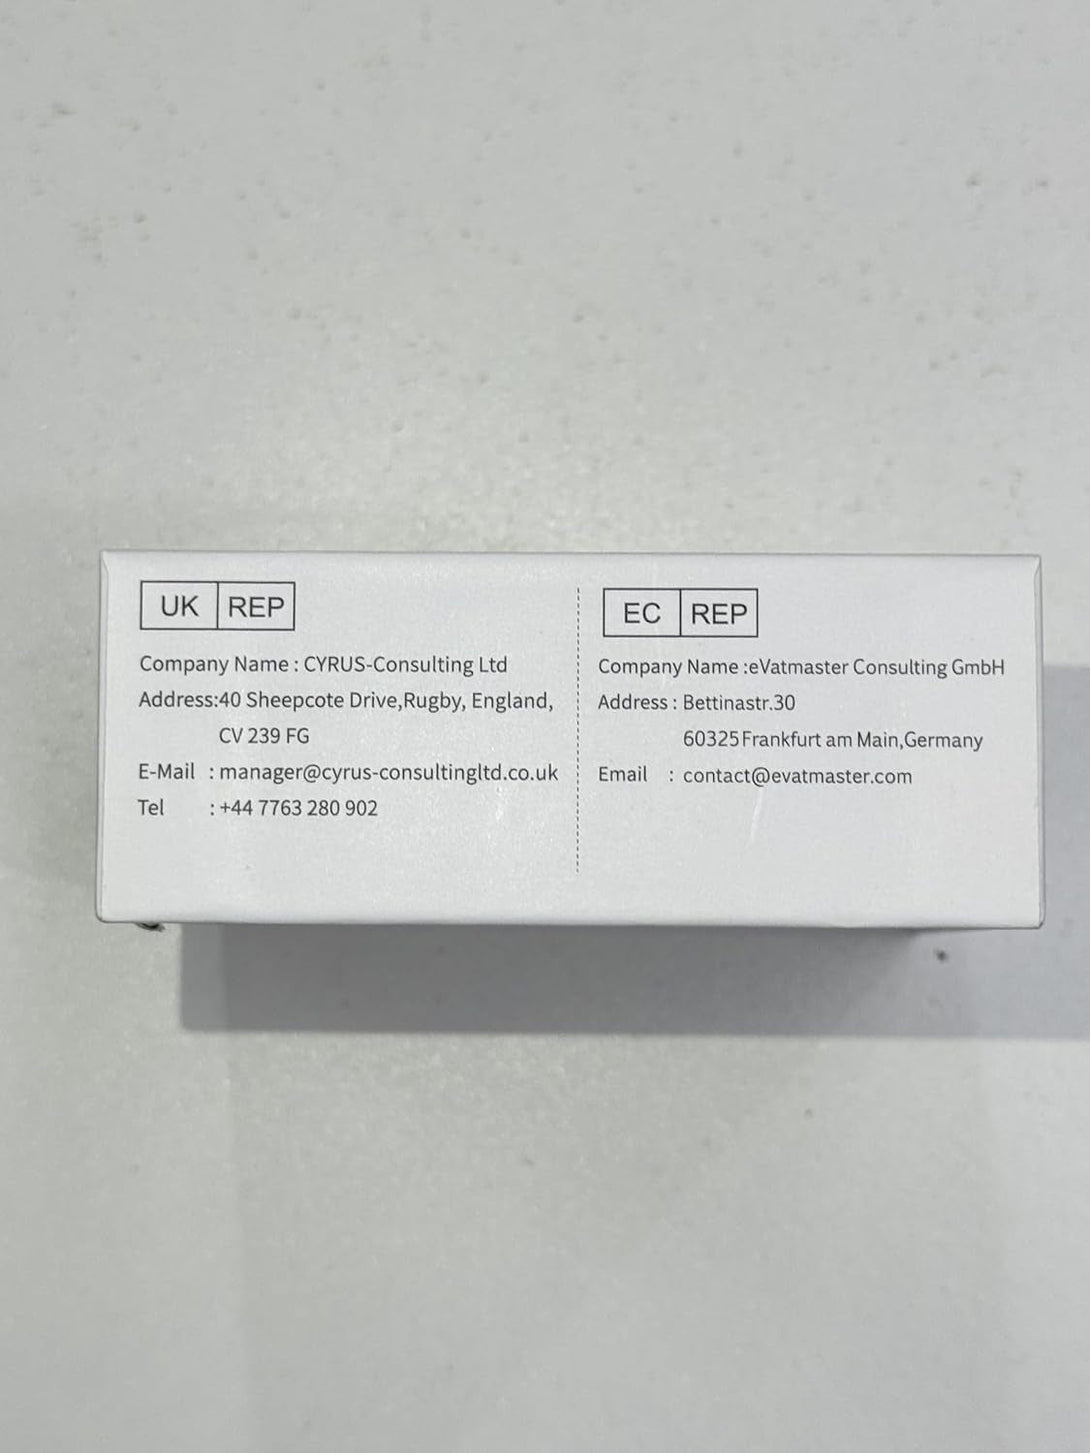 UK REP
Company Name : CYRUS-Consulting Ltd
Address:40 Sheepcote Drive,Rugby, England,
CV 239 FG
E-Mail : manager@cyrus-consultingltd.co.uk
Tel : +44 7763 280 902
EC REP
Company Name :eVatmaster Consulting GmbH
Address : Bettinastr.30
60325 Frankfurt am Main,Germany
Email : contact@evatmaster.com